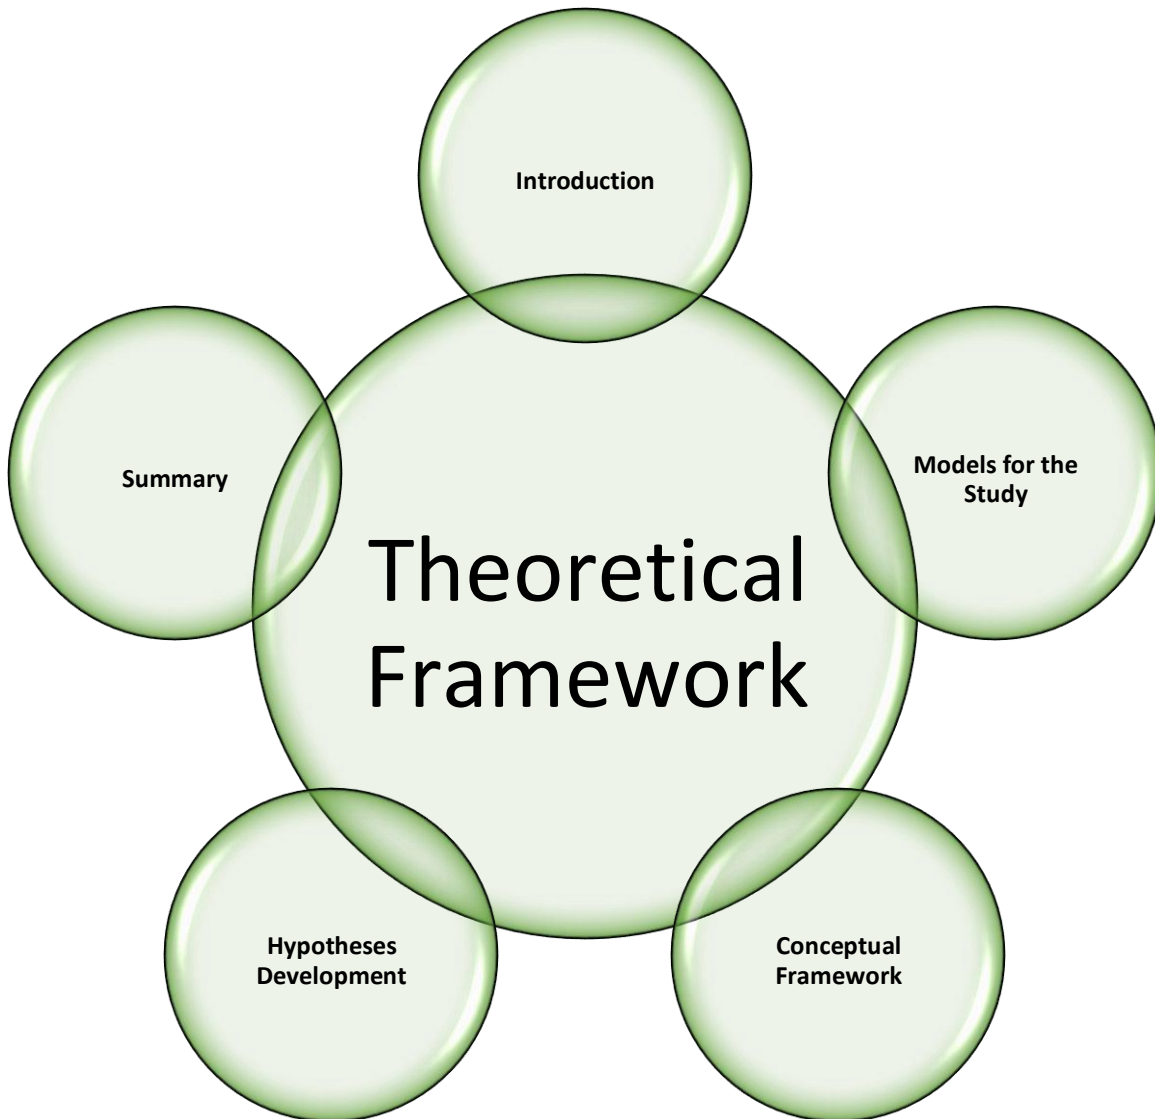 Introduction
Models for the
Study
Conceptual
Framework
Hypotheses
Development
Summary
Theoretical
Framework